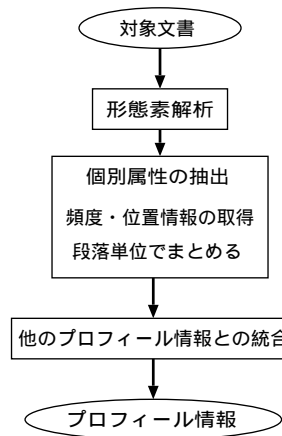 対象文書
形態素解析
個別属性の抽出
頻度・位置情報の取得
段落単位でまとめる
他のプロフィール情報との統合
プロフィール情報